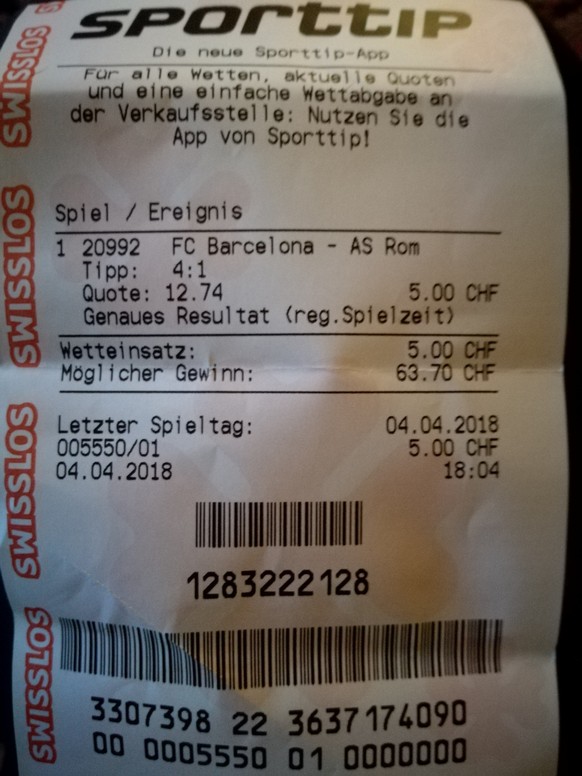 sporttip
Die neue Sporttip-App
Für alle Wetten, aktuelle Quoten
und eine einfache Wettabgabe an
der Verkaufsstelle: Nutzen Sie die
App von Sporttip!
Spiel / Ereignis
1 20992 FC Barcelona - AS Rom
Tipp: 4:1
Quote: 12.74 5.00 CHF
Genaues Resultat (reg.Spielzeit)
Wetteinsatz: 5.00 CHF
Möglicher Gewinn: 63.70 CHF
Letzter Spieltag: 04.04.2018
005550/01 5.00 CHF
04.04.2018 18:04
1283222128
3307398 22 3637174090
00 0005550 01 0000000
SWISSLOS
SWISSLOS
SWISSLOS
SWISSLOS